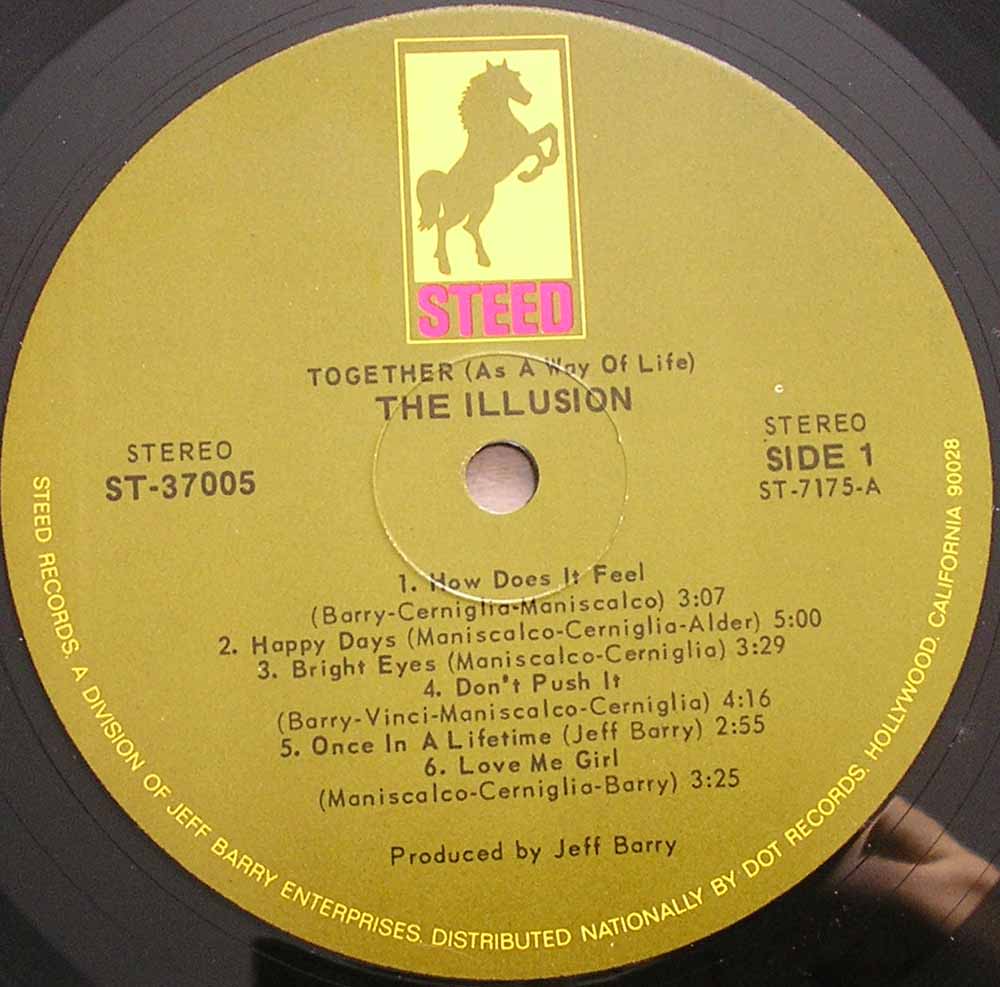 STEED
TOGETHER (As A Way Of Life)
THE ILLUSION
STEREO
ST-37005
STEREO
SIDE 1
ST-7175-A
1. How Does It Feel
(Barry-Cerniglia-Maniscalco) 3:07
2. Happy Days (Maniscalco-Cerniglia-Alder) 5:00
3. Bright Eyes (Maniscalco-Cerniglia) 3:29
4. Don't Push It
(Barry-Vinci-Maniscalco-Cerniglia) 4:16
5. Once In A Lifetime (Jeff Barry) 2:55
6. Love Me Girl
(Maniscalco-Cerniglia-Barry) 3:25
Produced by Jeff Barry
STEED RECORDS. A DIVISION OF JEFF BARRY ENTERPRISES. DISTRIBUTED NATIONALLY BY DOT RECORDS. HOLLYWOOD. CALIFORNIA 90028